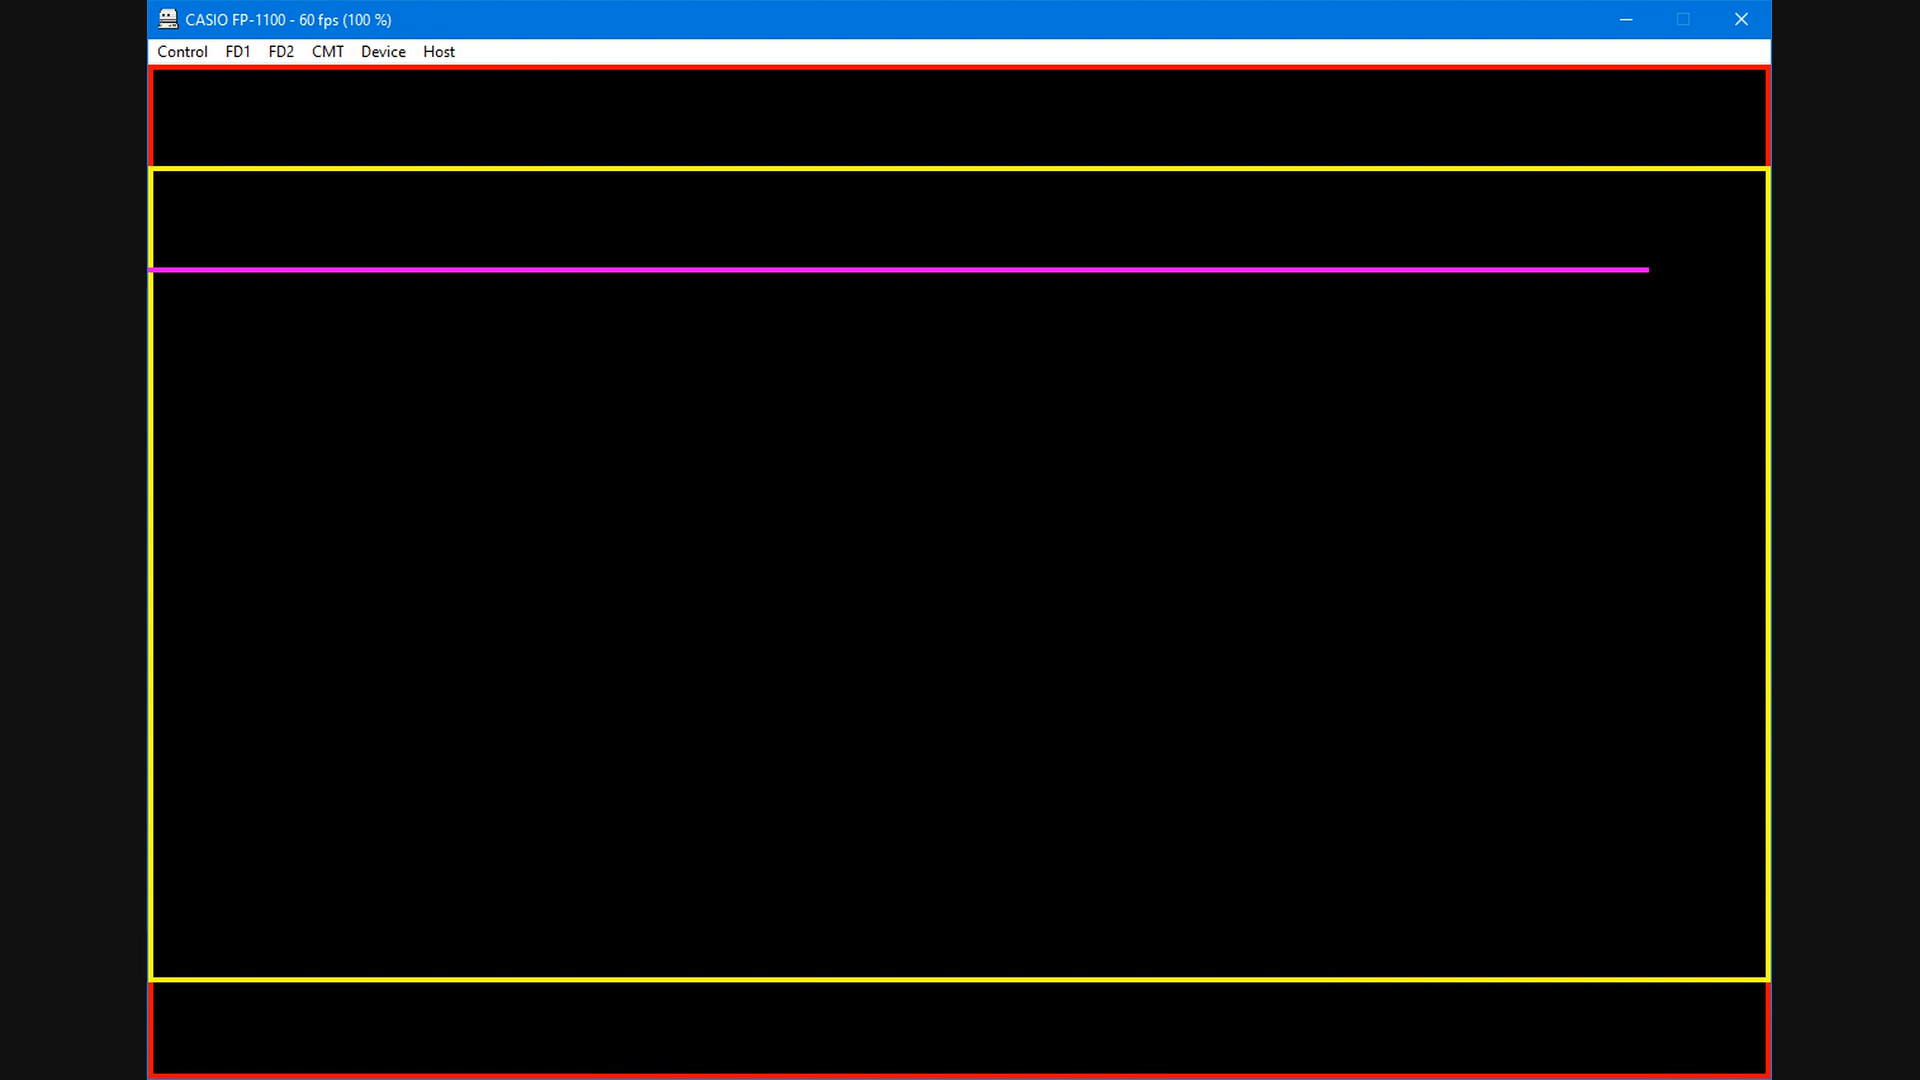 CASIO FP-1100 - 60 fps (100 %)
Control FD1 FD2 CMT Device Host